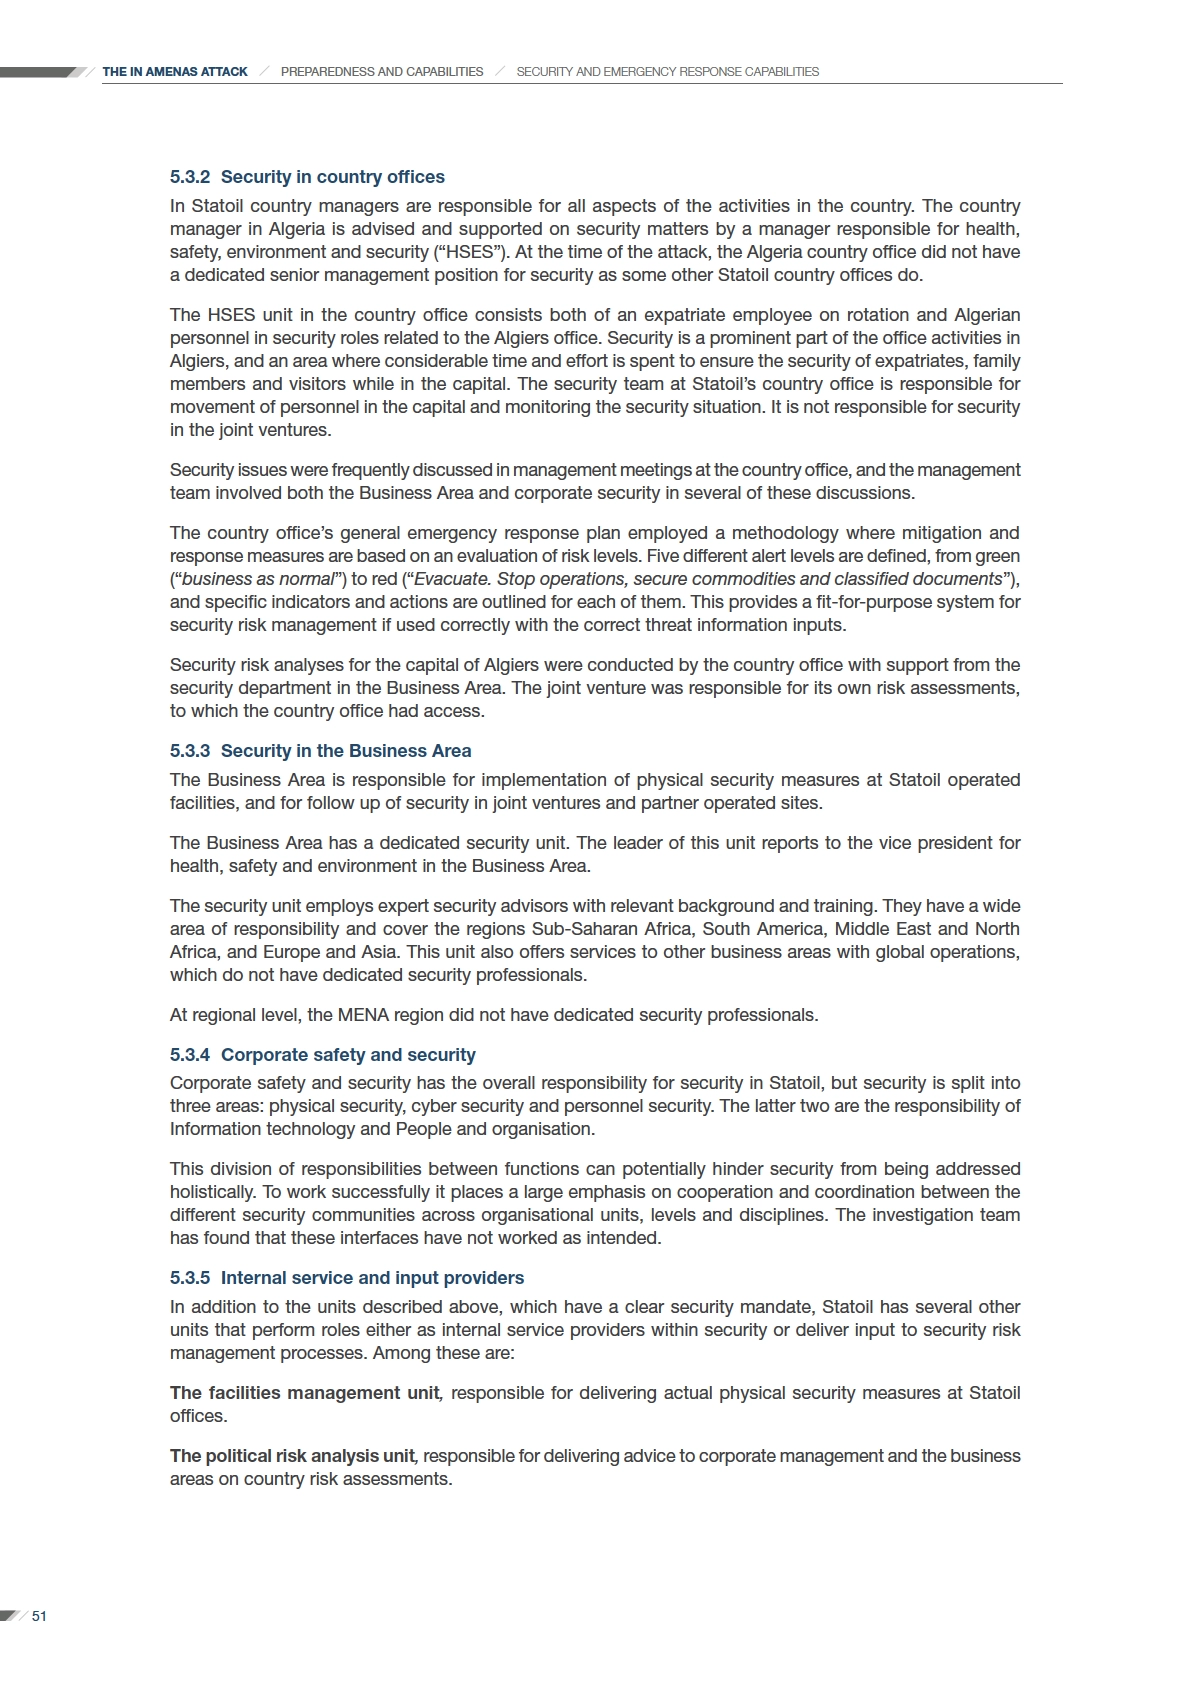 THE IN AMENAS ATTACK / PREPAREDNESS AND CAPABILITIES / SECURITY AND EMERGENCY RESPONSE CAPABILITIES
5.3.2 Security in country offices
In Statoil country managers are responsible for all aspects of the activities in the country. The country
manager in Algeria is advised and supported on security matters by a manager responsible for health,
safety, environment and security (“HSES”). At the time of the attack, the Algeria country office did not have
a dedicated senior management position for security as some other Statoil country offices do.
The HSES unit in the country office consists both of an expatriate employee on rotation and Algerian
personnel in security roles related to the Algiers office. Security is a prominent part of the office activities in
Algiers, and an area where considerable time and effort is spent to ensure the security of expatriates, family
members and visitors while in the capital. The security team at Statoil’s country office is responsible for
movement of personnel in the capital and monitoring the security situation. It is not responsible for security
in the joint ventures.
Security issues were frequently discussed in management meetings at the country office, and the management
team involved both the Business Area and corporate security in several of these discussions.
The country office’s general emergency response plan employed a methodology where mitigation and
response measures are based on an evaluation of risk levels. Five different alert levels are defined, from green
(“business as normal”) to red (“Evacuate. Stop operations, secure commodities and classified documents”),
and specific indicators and actions are outlined for each of them. This provides a fit-for-purpose system for
security risk management if used correctly with the correct threat information inputs.
Security risk analyses for the capital of Algiers were conducted by the country office with support from the
security department in the Business Area. The joint venture was responsible for its own risk assessments,
to which the country office had access.
5.3.3 Security in the Business Area
The Business Area is responsible for implementation of physical security measures at Statoil operated
facilities, and for follow up of security in joint ventures and partner operated sites.
The Business Area has a dedicated security unit. The leader of this unit reports to the vice president for
health, safety and environment in the Business Area.
The security unit employs expert security advisors with relevant background and training. They have a wide
area of responsibility and cover the regions Sub-Saharan Africa, South America, Middle East and North
Africa, and Europe and Asia. This unit also offers services to other business areas with global operations,
which do not have dedicated security professionals.
At regional level, the MENA region did not have dedicated security professionals.
5.3.4 Corporate safety and security
Corporate safety and security has the overall responsibility for security in Statoil, but security is split into
three areas: physical security, cyber security and personnel security. The latter two are the responsibility of
Information technology and People and organisation.
This division of responsibilities between functions can potentially hinder security from being addressed
holistically. To work successfully it places a large emphasis on cooperation and coordination between the
different security communities across organisational units, levels and disciplines. The investigation team
has found that these interfaces have not worked as intended.
5.3.5 Internal service and input providers
In addition to the units described above, which have a clear security mandate, Statoil has several other
units that perform roles either as internal service providers within security or deliver input to security risk
management processes. Among these are:
The facilities management unit, responsible for delivering actual physical security measures at Statoil
offices.
The political risk analysis unit, responsible for delivering advice to corporate management and the business
areas on country risk assessments.
51